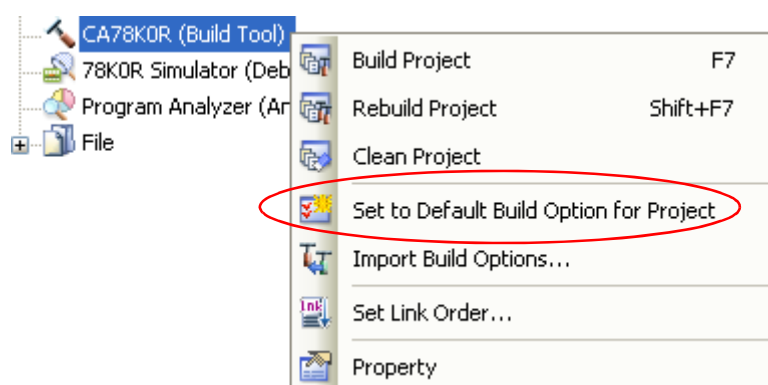 CA78K0R (Build Tool)
78K0R Simulator (Deb
Program Analyzer (Ar
File
Build Project F7
Rebuild Project Shift+F7
Clean Project
Set to Default Build Option for Project
Import Build Options...
Set Link Order...
Property